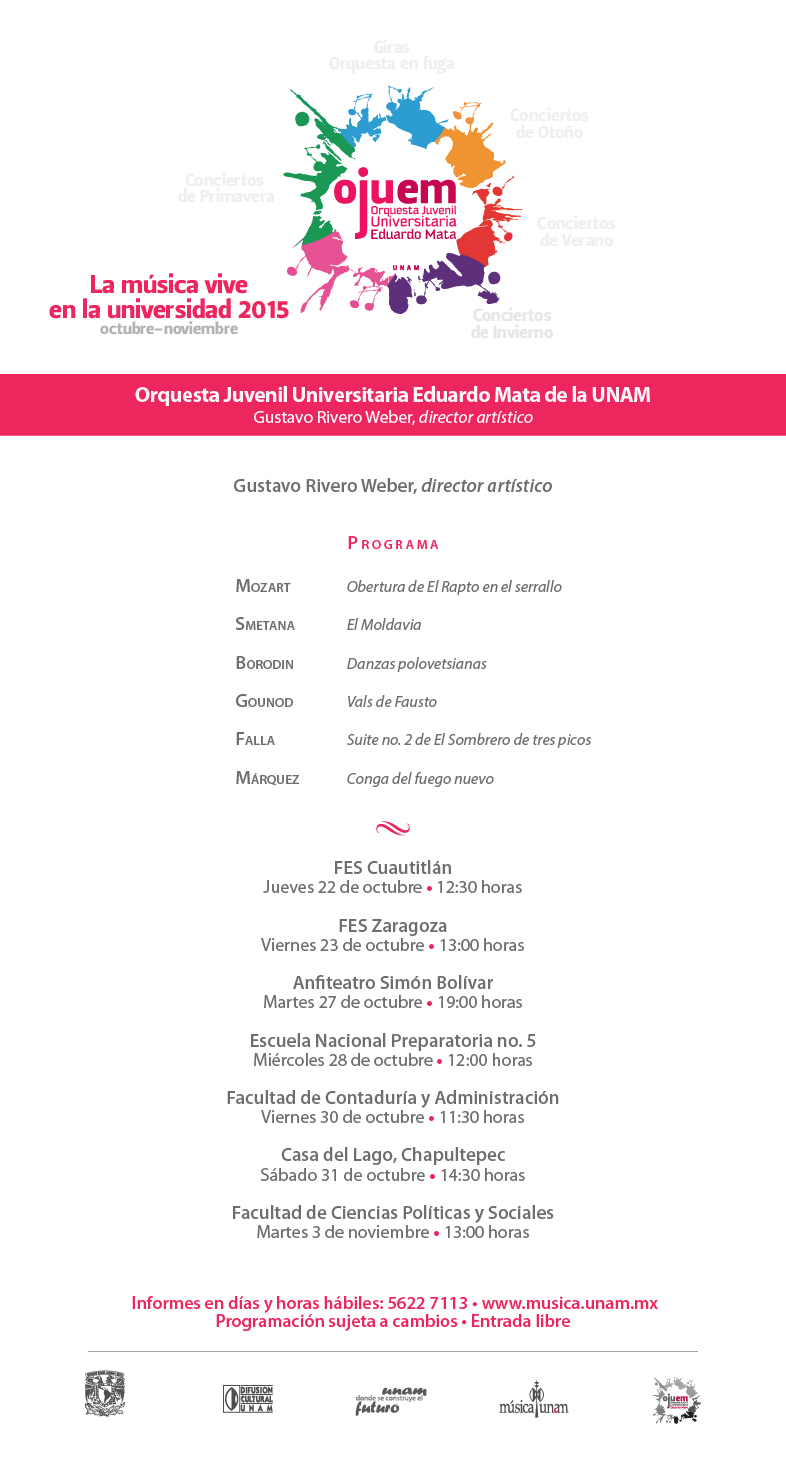 Giras
Orquesta en fuga
Conciertos
de Otoño
Conciertos
de Primavera
ojuem
Orquesta Juvenil
Universitaria
Eduardo Mata
UNAM
Conciertos
de Verano
La música vive
en la universidad 2015
octubre–noviembre
Conciertos
de Invierno
Orquesta Juvenil Universitaria Eduardo Mata de la UNAM
Gustavo Rivero Weber, director artístico
Gustavo Rivero Weber, director artístico
Programa
Mozart Obertura de El Rapto en el serrallo
Smetana El Moldavia
Borodin Danzas polovetsianas
Gounod Vals de Fausto
Falla Suite no. 2 de El Sombrero de tres picos
Márquez Conga del fuego nuevo
FES Cuautitlán
Jueves 22 de octubre • 12:30 horas
FES Zaragoza
Viernes 23 de octubre • 13:00 horas
Anfiteatro Simón Bolívar
Martes 27 de octubre • 19:00 horas
Escuela Nacional Preparatoria no. 5
Miércoles 28 de octubre • 12:00 horas
Facultad de Contaduría y Administración
Viernes 30 de octubre • 11:30 horas
Casa del Lago, Chapultepec
Sábado 31 de octubre • 14:30 horas
Facultad de Ciencias Políticas y Sociales
Martes 3 de noviembre • 13:00 horas
Informes en días y horas hábiles: 5622 7113 • www.musica.unam.mx
Programación sujeta a cambios • Entrada libre
DIFUSION
CULTURAL
UNAM
unam
donde se construye el
futuro
música unam
ojuem